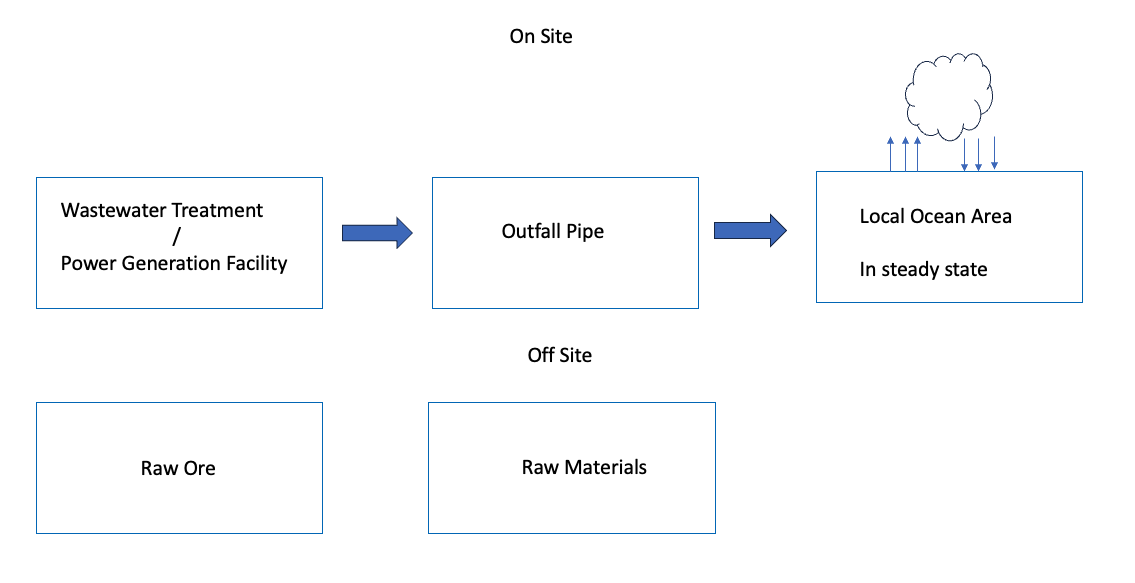 On Site
Wastewater Treatment
/
Power Generation Facility
Outfall Pipe
Local Ocean Area
In steady state
Off Site
Raw Ore
Raw Materials